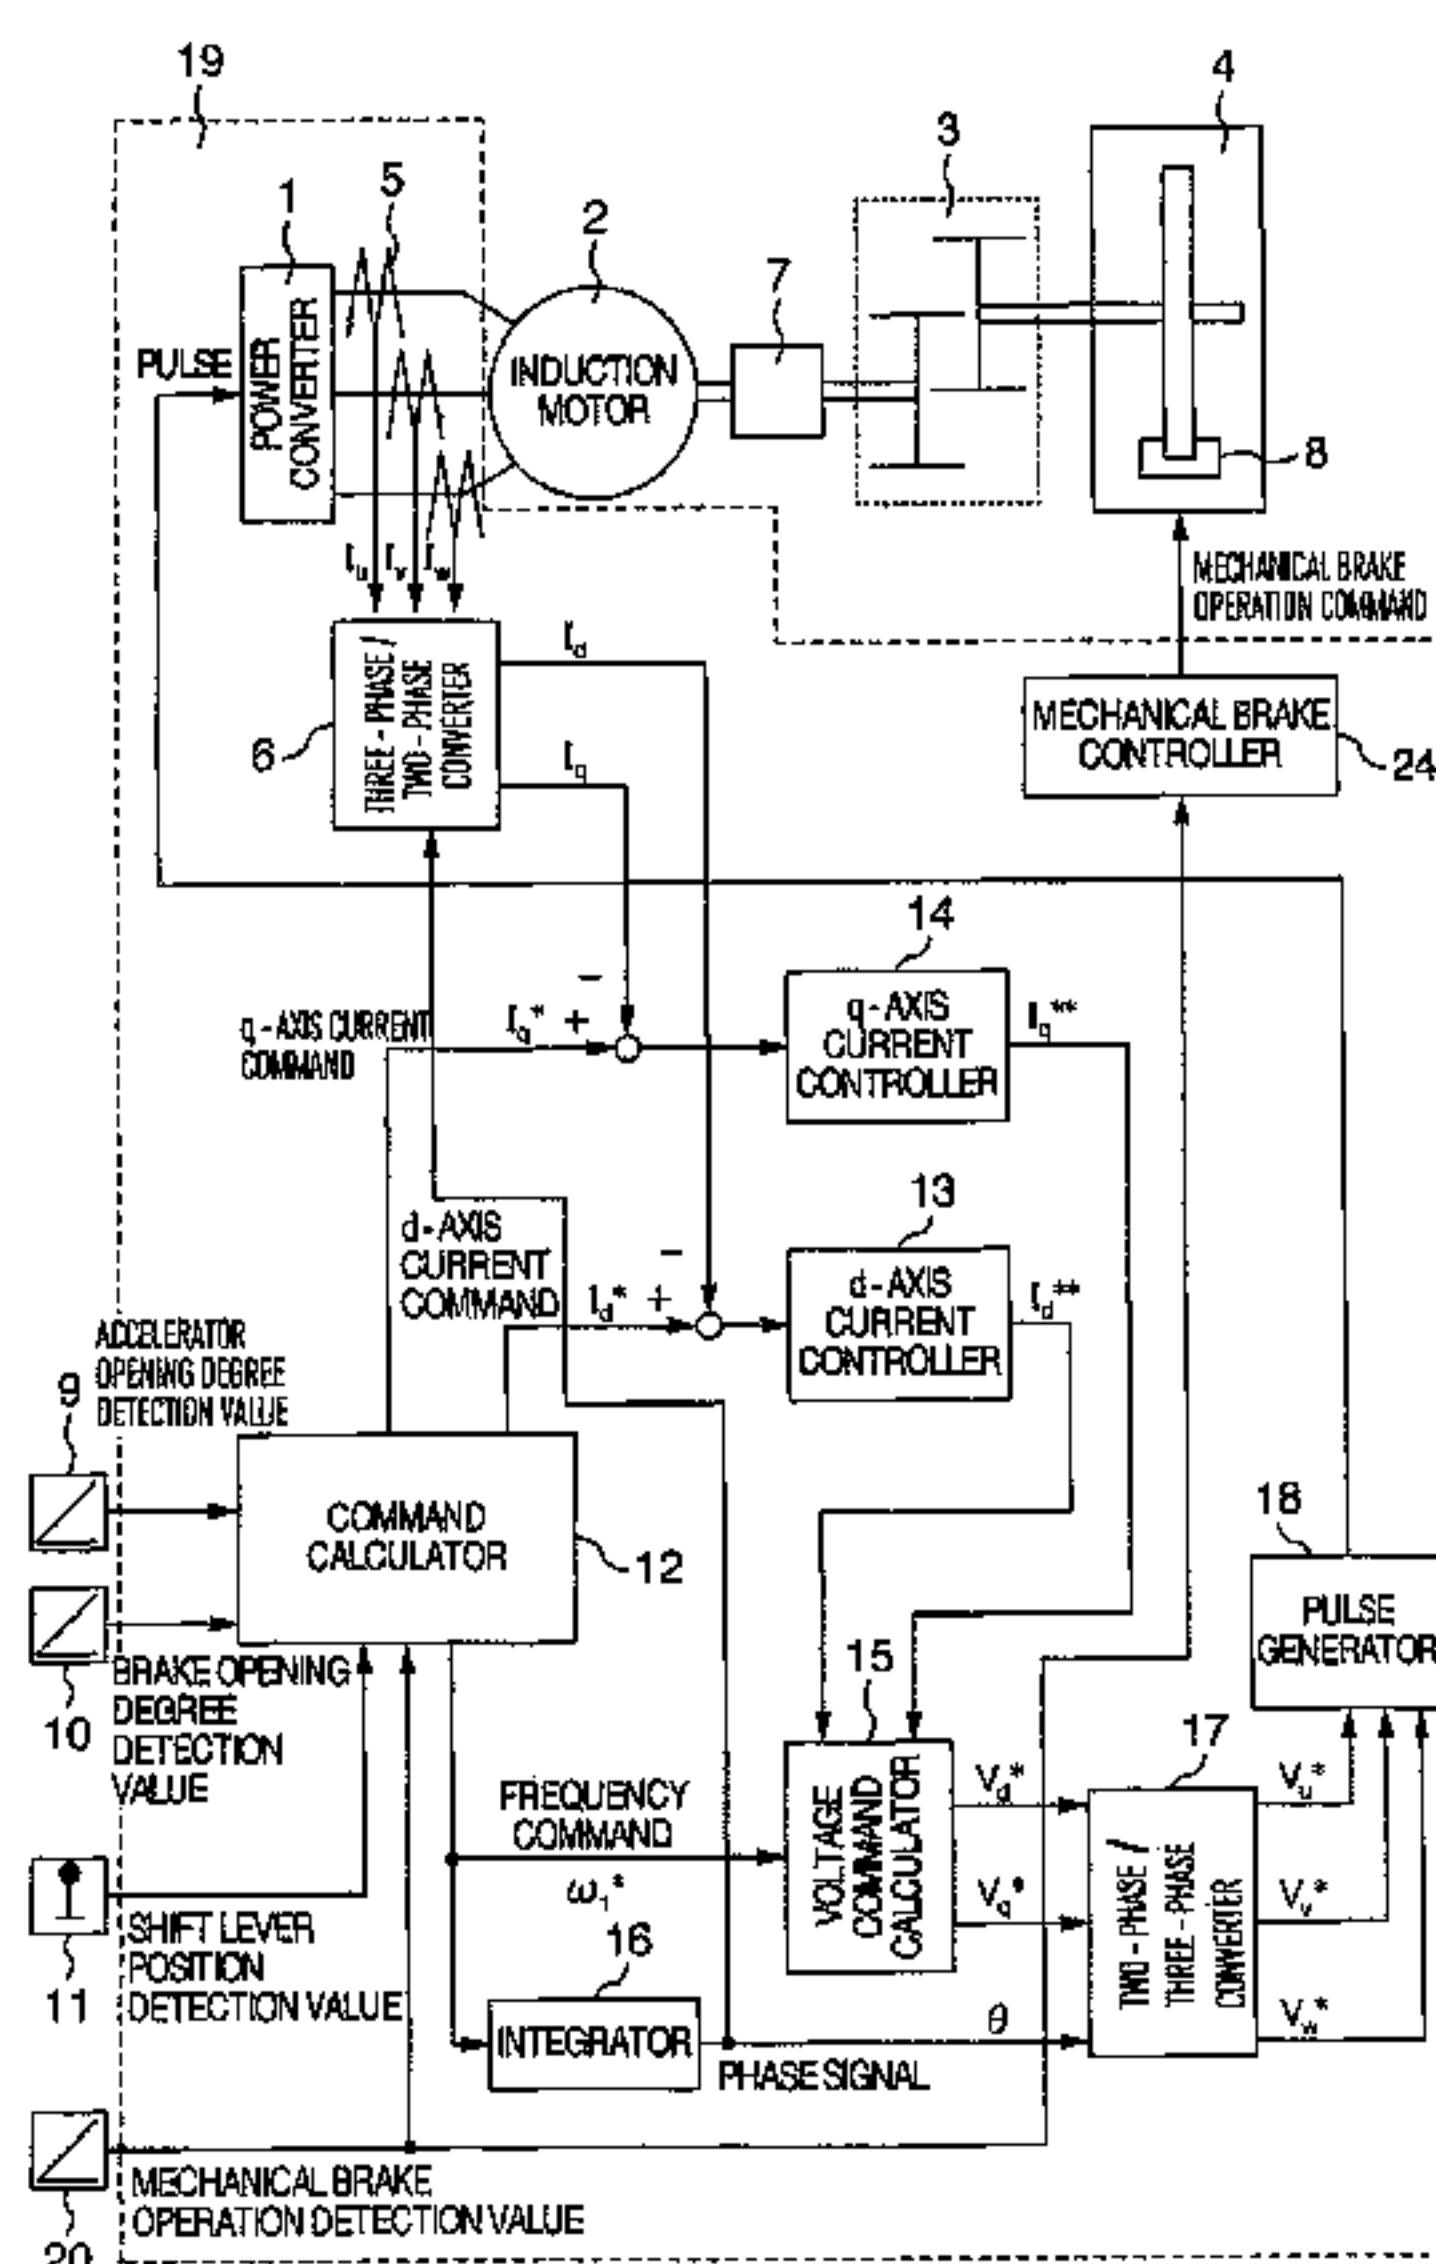 19
4
3
5
1
2
7
PULSE
POWER
CONVERTER
INDUCTION
MOTOR
8
Iu Iv Iw
MECHANICAL BRAKE
OPERATION COMMAND
Id
THREE-PHASE/
TWO-PHASE
CONVERTER
6
Iq
MECHANICAL BRAKE
CONTROLLER
24
14
−
q-AXIS CURRENT
COMMAND
Iq* +
q-AXIS
CURRENT
CONTROLLER
Iq**
13
d-AXIS
CURRENT
COMMAND
−
Id* +
d-AXIS
CURRENT
CONTROLLER
Id**
ACCELERATOR
OPENING DEGREE
DETECTION VALUE
9
COMMAND
CALCULATOR
12
18
PULSE
GENERATOR
10
BRAKE OPENING
DEGREE
DETECTION
VALUE
15
17
FREQUENCY
COMMAND
ω1*
VOLTAGE
COMMAND
CALCULATOR
Vd*
Vq*
TWO-PHASE/
THREE-PHASE
CONVERTER
Vu*
Vv*
Vw*
11
SHIFT LEVER
POSITION
DETECTION VALUE
16
INTEGRATOR
θ
PHASE SIGNAL
MECHANICAL BRAKE
OPERATION DETECTION VALUE
20